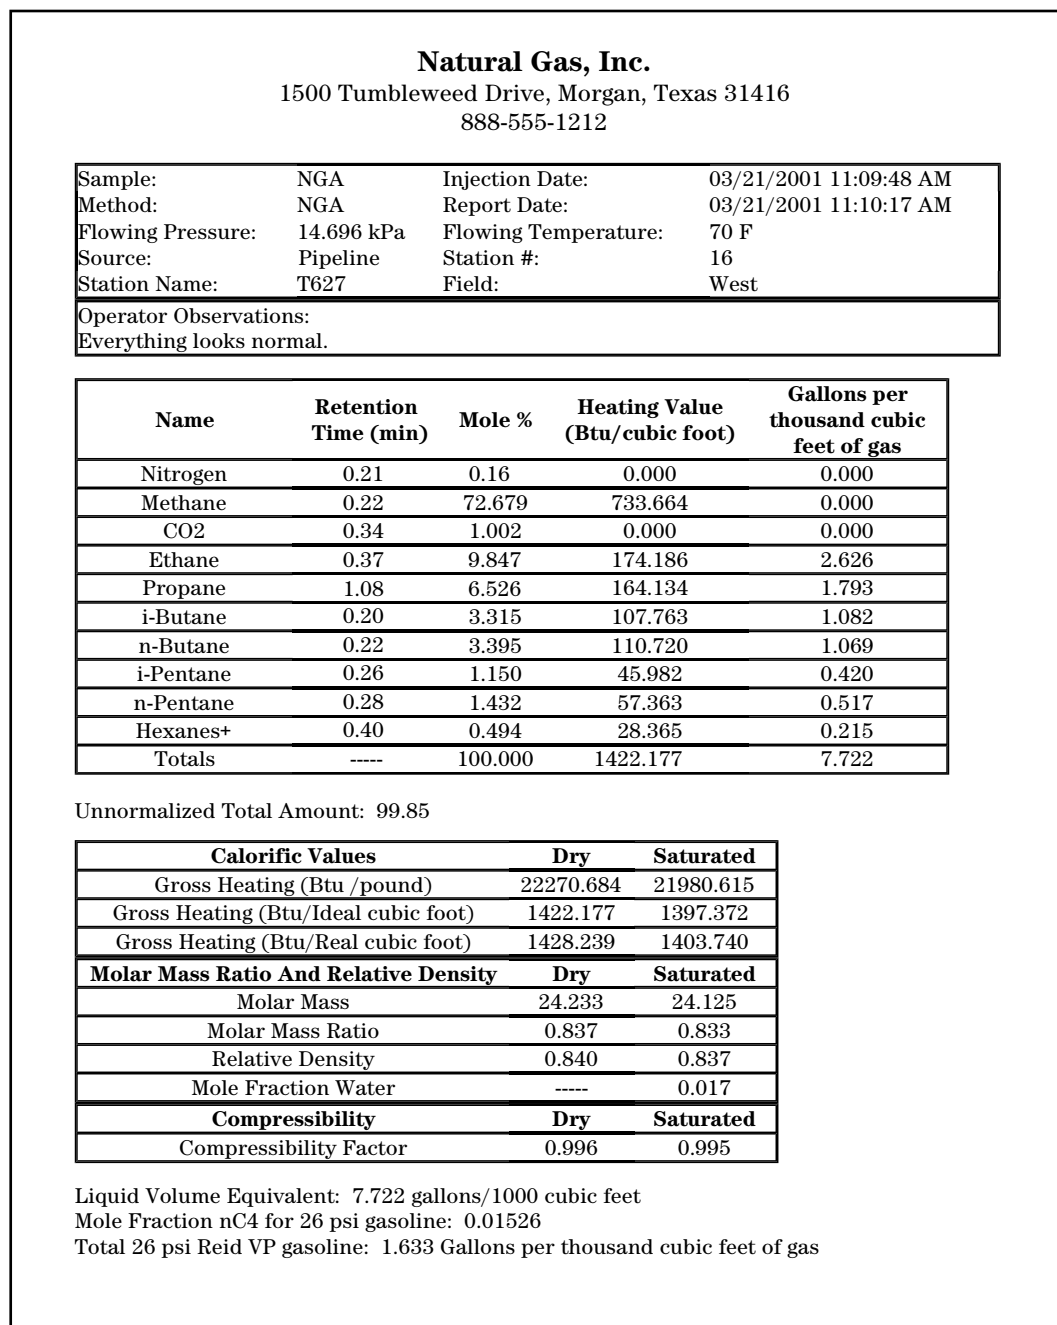 Natural Gas, Inc.
1500 Tumbleweed Drive, Morgan, Texas 31416
888-555-1212
Sample: NGA Injection Date: 03/21/2001 11:09:48 AM
Method: NGA Report Date: 03/21/2001 11:10:17 AM
Flowing Pressure: 14.696 kPa Flowing Temperature: 70 F
Source: Pipeline Station #: 16
Station Name: T627 Field: West
Operator Observations:
Everything looks normal.
Name Retention Time (min) Mole % Heating Value (Btu/cubic foot) Gallons per thousand cubic feet of gas
Nitrogen 0.21 0.16 0.000 0.000
Methane 0.22 72.679 733.664 0.000
CO2 0.34 1.002 0.000 0.000
Ethane 0.37 9.847 174.186 2.626
Propane 1.08 6.526 164.134 1.793
i-Butane 0.20 3.315 107.763 1.082
n-Butane 0.22 3.395 110.720 1.069
i-Pentane 0.26 1.150 45.982 0.420
n-Pentane 0.28 1.432 57.363 0.517
Hexanes+ 0.40 0.494 28.365 0.215
Totals ----- 100.000 1422.177 7.722
Unnormalized Total Amount: 99.85
Calorific Values Dry Saturated
Gross Heating (Btu /pound) 22270.684 21980.615
Gross Heating (Btu/Ideal cubic foot) 1422.177 1397.372
Gross Heating (Btu/Real cubic foot) 1428.239 1403.740
Molar Mass Ratio And Relative Density Dry Saturated
Molar Mass 24.233 24.125
Molar Mass Ratio 0.837 0.833
Relative Density 0.840 0.837
Mole Fraction Water ----- 0.017
Compressibility Dry Saturated
Compressibility Factor 0.996 0.995
Liquid Volume Equivalent: 7.722 gallons/1000 cubic feet
Mole Fraction nC4 for 26 psi gasoline: 0.01526
Total 26 psi Reid VP gasoline: 1.633 Gallons per thousand cubic feet of gas